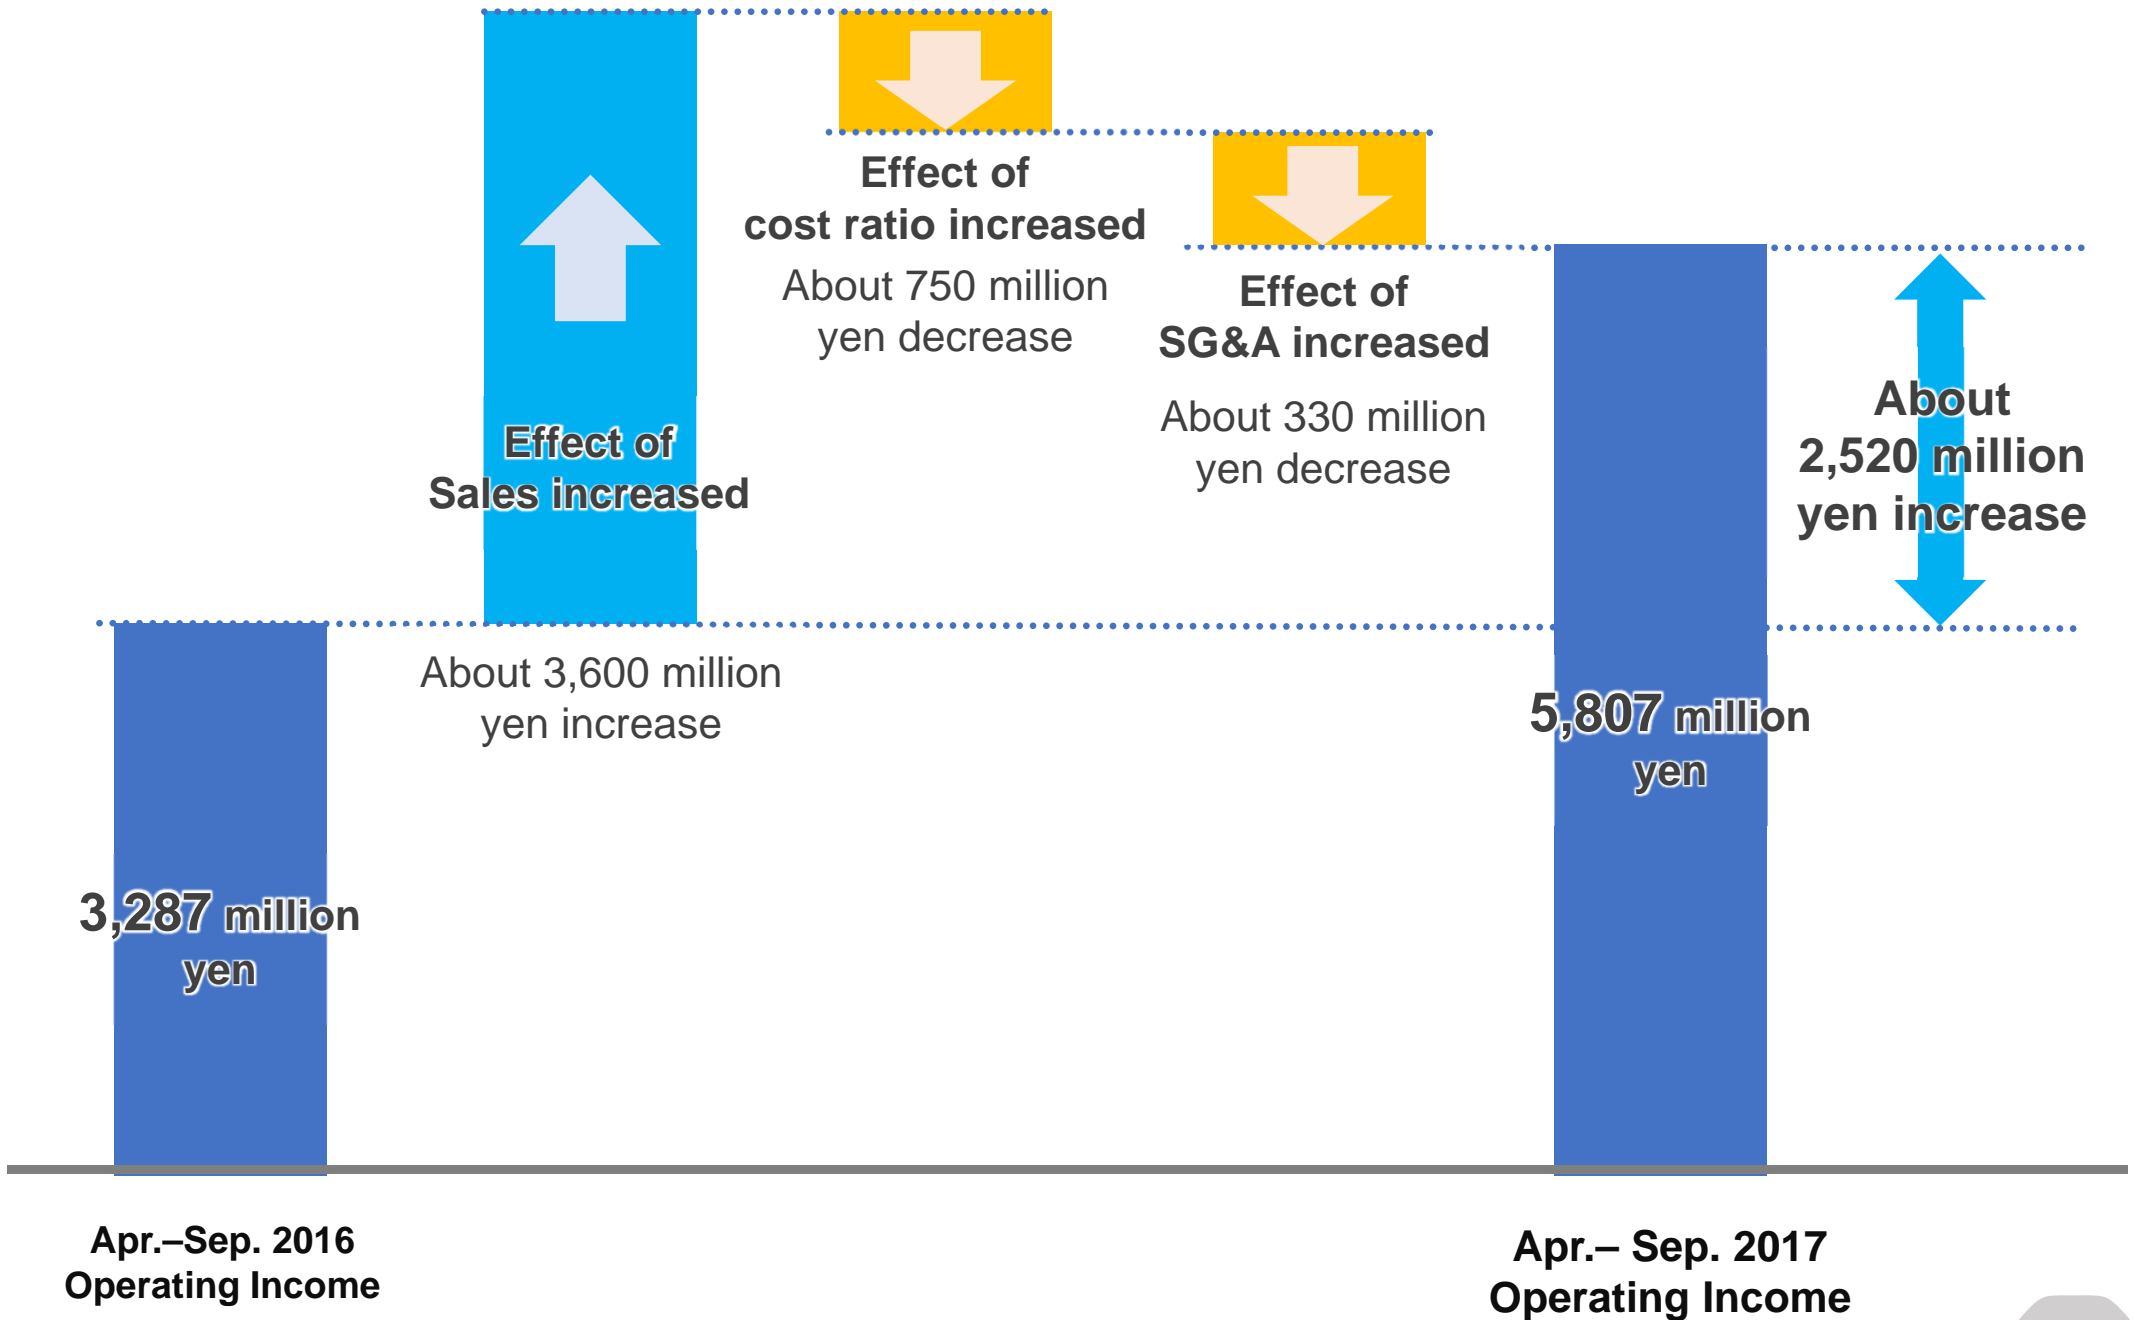 Effect of
Sales increased
About 3,600 million
yen increase
Effect of
cost ratio increased
About 750 million
yen decrease
Effect of
SG&A increased
About 330 million
yen decrease
About
2,520 million
yen increase
3,287 million
yen
5,807 million
yen
Apr.–Sep. 2016
Operating Income
Apr.– Sep. 2017
Operating Income